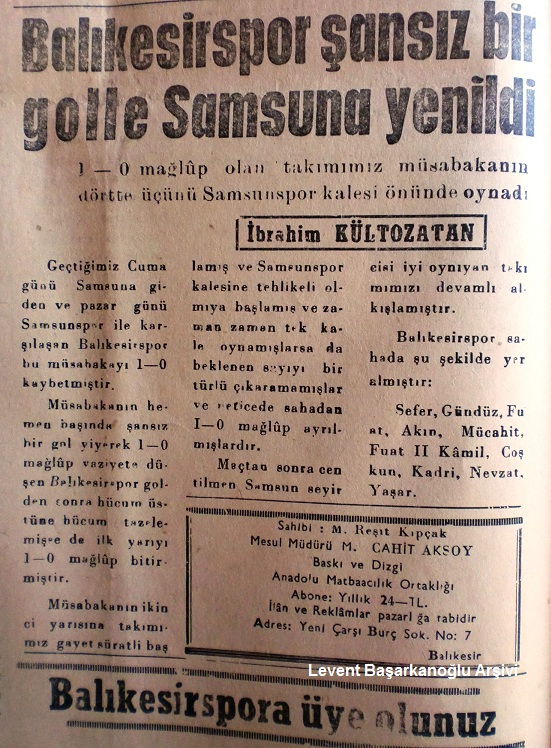 Balıkesirspor şansız bir
golle Samsuna yenildi
1 — 0 mağlûp olan takımımız müsabakanın
dörtte üçünü Samsunspor kalesi önünde oynadı
İbrahim KÜLTOZATAN
Geçtiğimiz Cuma
günü Samsuna gi-
den ve pazar günü
Samsunspor ile kar-
şılaşan Balıkesirspor
bu müsabakayı 1—0
kaybetmiştir.
Müsabakanın he-
men başında şansız
bir gol yiyerek 1—0
mağlûp vaziyete dü-
şen Balıkesirspor gol-
den sonra hücum üs-
tüne hücum tazele-
mişse de ilk yarıyı
1—0 mağlûp bitir-
miştir.
Müsabakanın ikin
ci yarısına takımı-
mız gayet süratli baş
lamış ve Samsunspor
kalesine tehlikeli ol-
mıya başlamış ve za-
man zaman tek ka-
le oynamışlarsa da
beklenen sayıyı bir
türlü çıkaramamışlar
ve neticede sahadan
1—0 mağlûp ayrıl-
mışlardır.
Maçtan sonra cen
tilmen Samsun seyir
cisi iyi oynıyan takı
mımızı devamlı al-
kışlamıştır.
Balıkesirspor sa-
hada şu şekilde yer
almıştır:
Sefer, Gündüz, Fu
at, Akın, Mücahit,
Fuat II Kâmil, Coş
kun, Kadri, Nevzat,
Yaşar.
Sahibi : M. Reşit Kıpçak
Mesul Müdürü M. CAHİT AKSOY
Baskı ve Dizgi
Anadolu Matbaacılık Ortaklığı
Abone: Yıllık 24—TL.
İlân ve Reklâmlar pazarlığa tabidir
Adres: Yeni Çarşı Burç Sok. No: 7
Balıkesir
Levent Başarkanoğlu Arşivi
Balıkesirspora üye olunuz